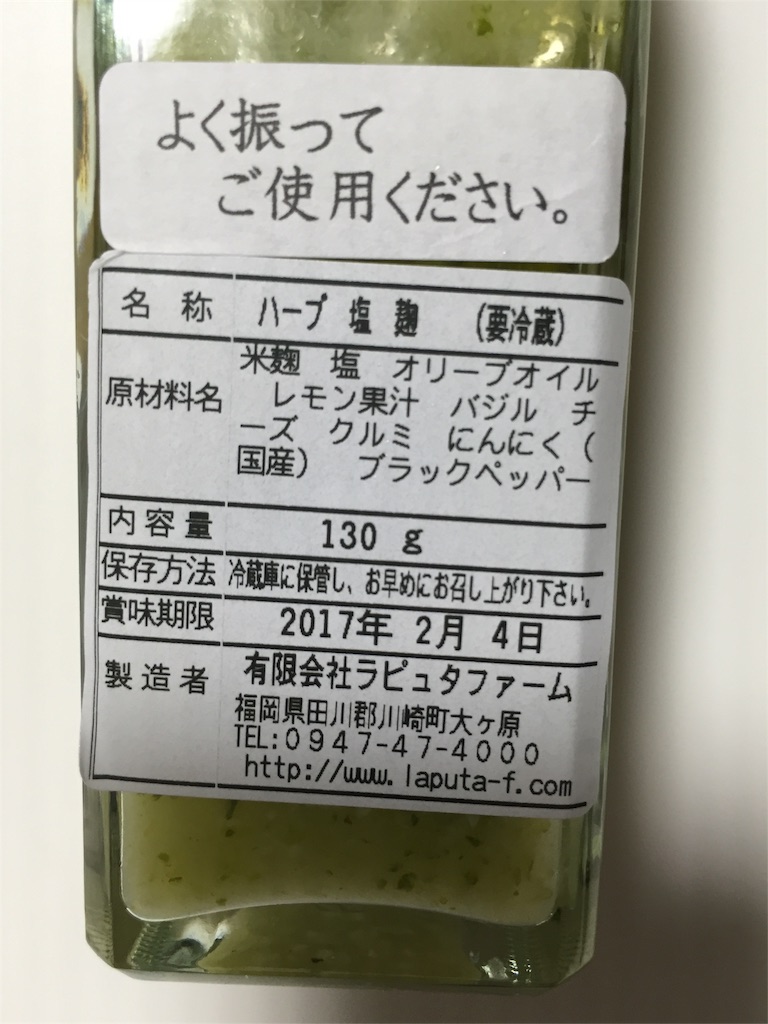 よく振って
ご使用ください。
名称 ハーブ 塩 麹 (要冷蔵)
原材料名 米麹 塩 オリーブオイル
レモン果汁 バジル チ
ーズ クルミ にんにく(
国産) ブラックペッパー
内容量 130 g
保存方法 冷蔵庫に保管し、お早めにお召し上がり下さい。
賞味期限 2017年 2月 4日
製造者 有限会社ラピュタファーム
福岡県田川郡川崎町大ヶ原
TEL:0947-47-4000
http://www.laputa-f.com